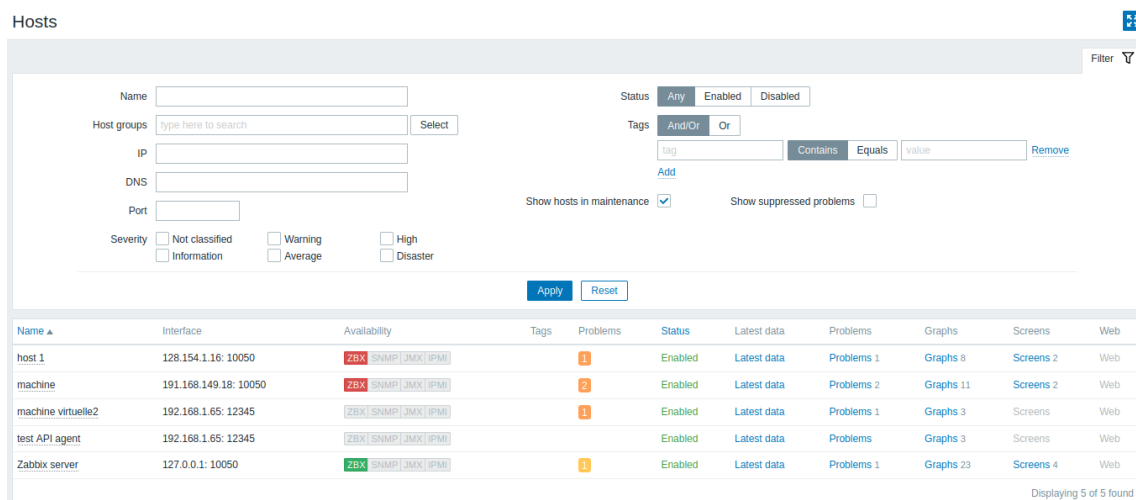 Hosts
Filter
Name
Status Any Enabled Disabled
Host groups type here to search Select
Tags And/Or Or
IP
tag Contains Equals value Remove
DNS
Add
Port
Show hosts in maintenance Show suppressed problems
Severity Not classified Warning High
Information Average Disaster
Apply Reset
Name Interface Availability Tags Problems Status Latest data Problems Graphs Screens Web
host 1 128.154.1.16: 10050 ZBX SNMP JMX IPMI 1 Enabled Latest data Problems 1 Graphs 8 Screens 2 Web
machine 191.168.149.18: 10050 ZBX SNMP JMX IPMI 2 Enabled Latest data Problems 2 Graphs 11 Screens 2 Web
machine virtuelle2 192.168.1.65: 12345 ZBX SNMP JMX IPMI 1 Enabled Latest data Problems 1 Graphs 3 Screens Web
test API agent 192.168.1.65: 12345 ZBX SNMP JMX IPMI Enabled Latest data Problems Graphs 3 Screens Web
Zabbix server 127.0.0.1: 10050 ZBX SNMP JMX IPMI 1 Enabled Latest data Problems 1 Graphs 23 Screens 4 Web
Displaying 5 of 5 found